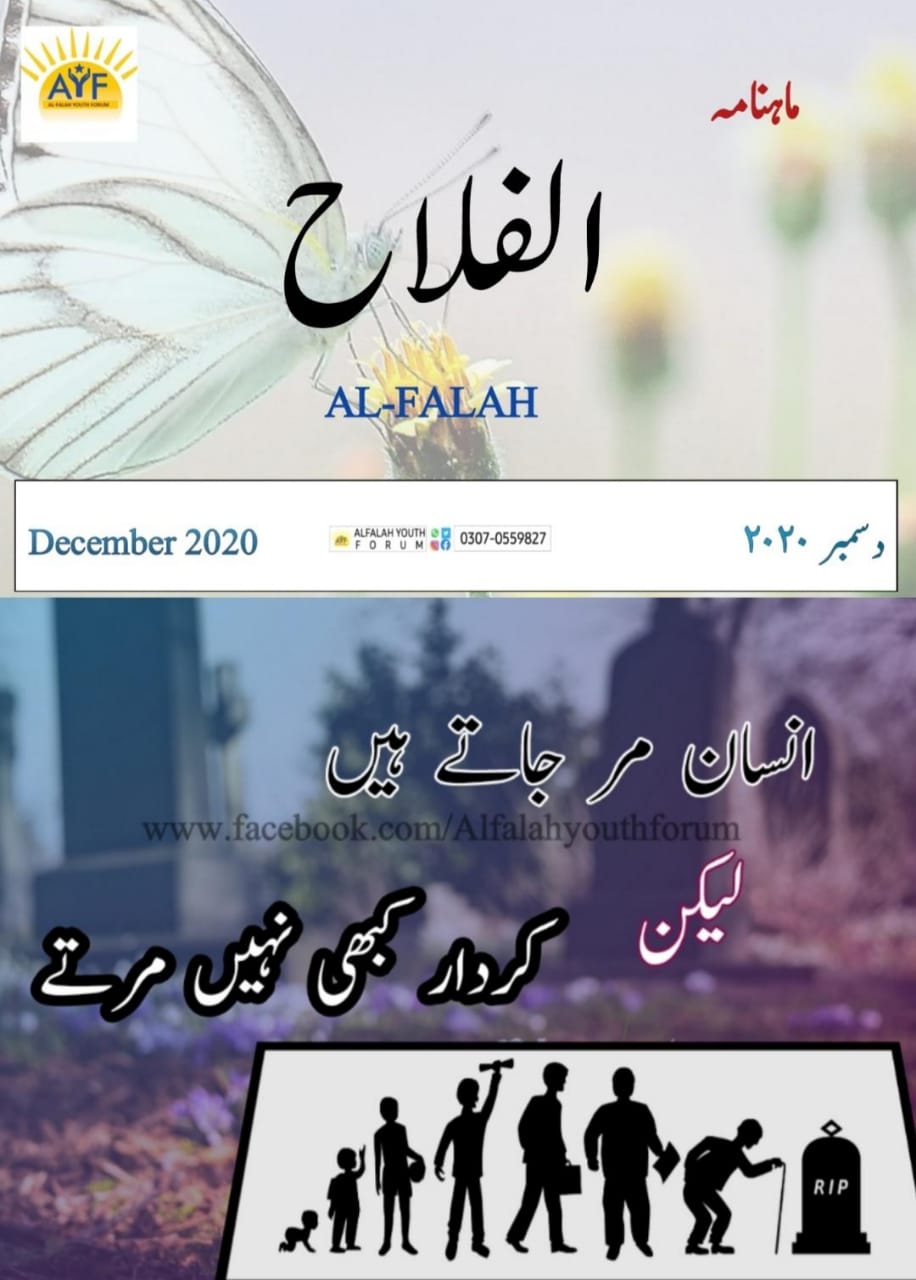 AYF
AL-FALAH YOUTH FORUM
ماہنامہ
الفلاح
AL-FALAH
December 2020
ALFALAH YOUTH
FORUM
0307-0559827
دسمبر ۲۰۲۰
انسان مر جاتے ہیں
www.facebook.com/Alfalahyouthforum
لیکن
کردار کبھی نہیں مرتے
RIP